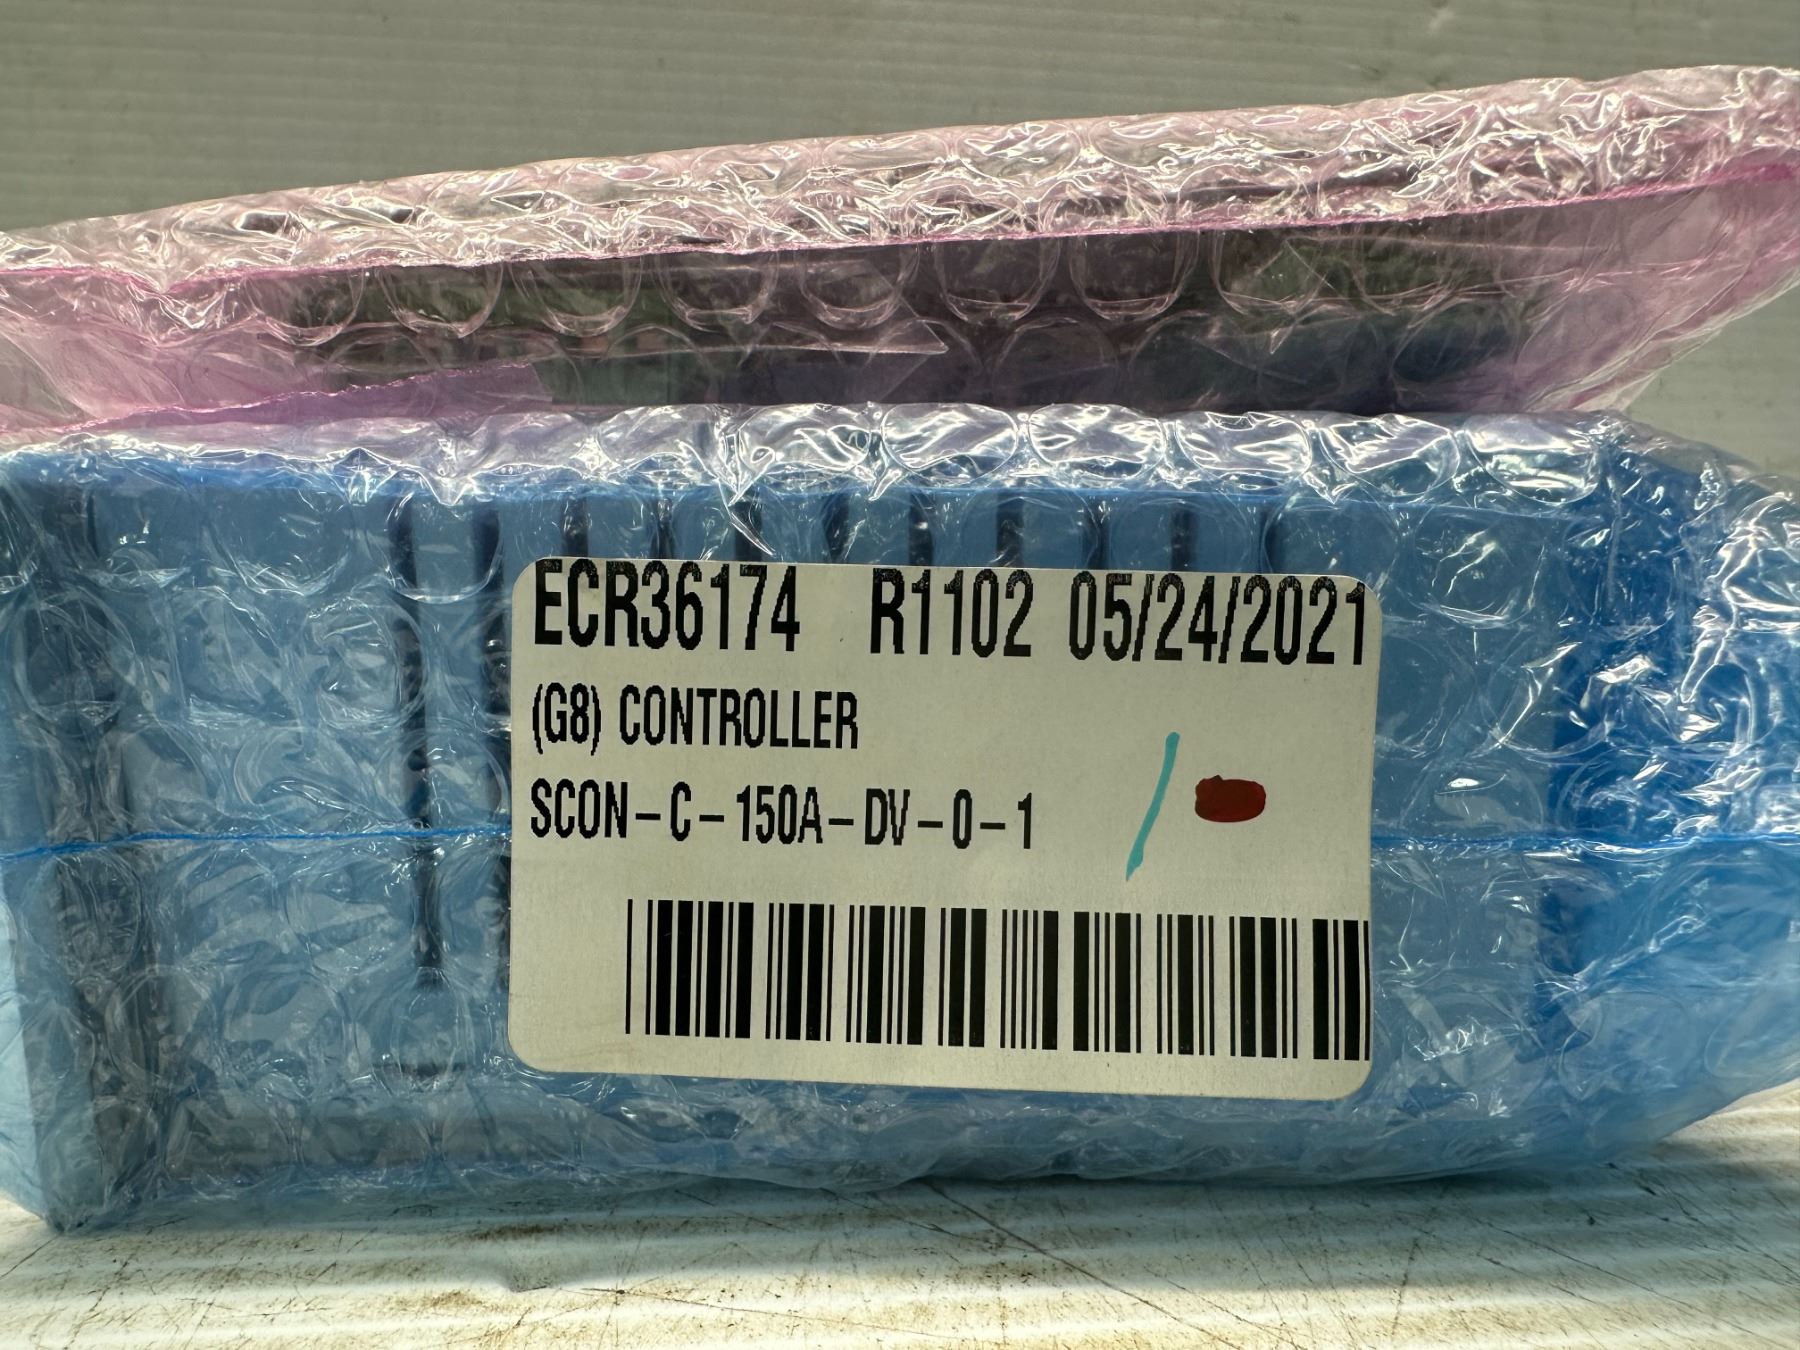 ECR36174 R1102 05/24/2021
(G8) CONTROLLER
SCON-C-150A-DV-0-1